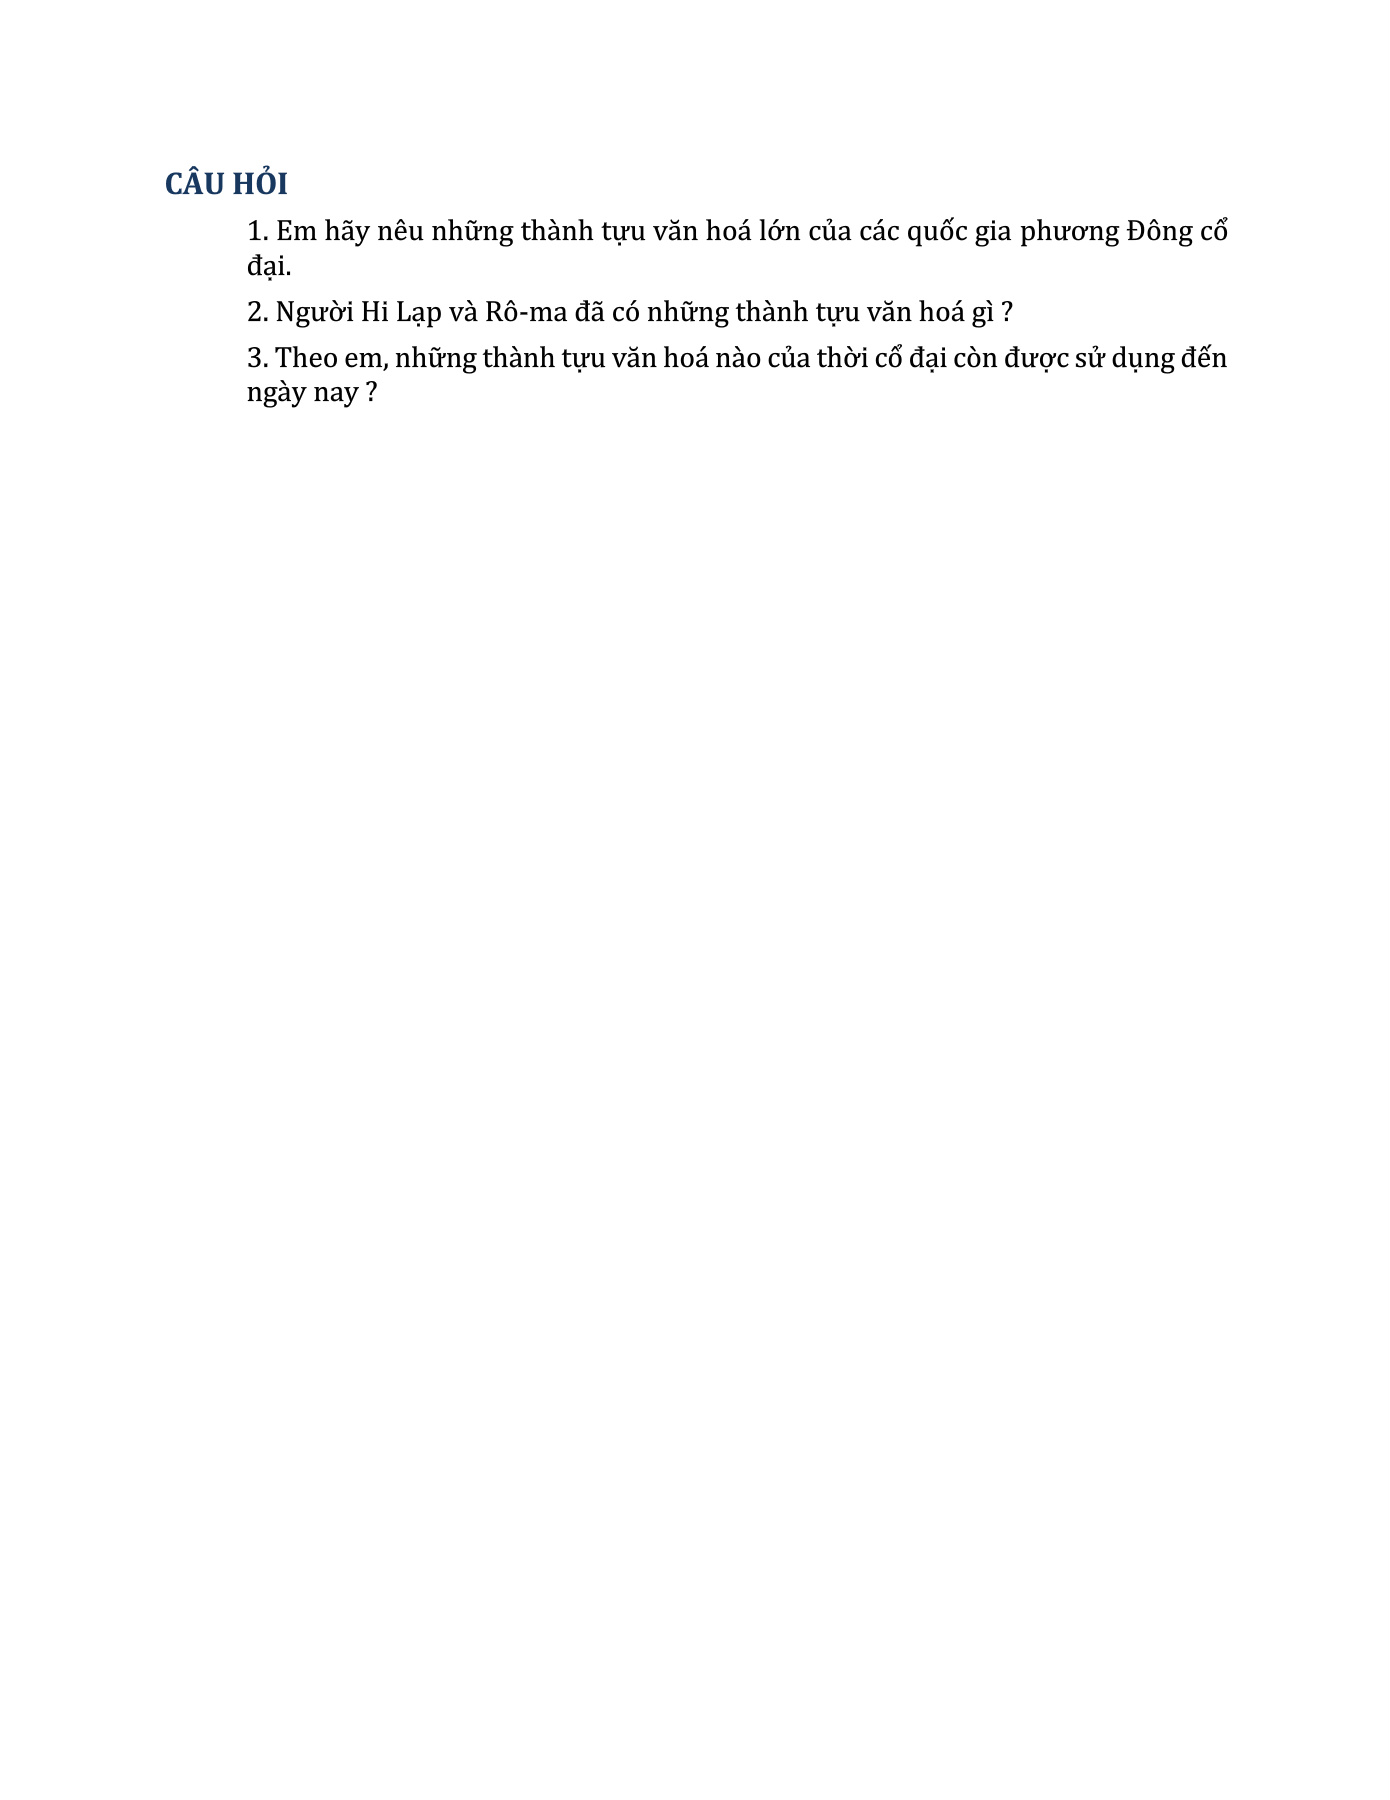 CÂU HỎI
1. Em hãy nêu những thành tựu văn hoá lớn của các quốc gia phương Đông cổ
đại.
2. Người Hi Lạp và Rô-ma đã có những thành tựu văn hoá gì ?
3. Theo em, những thành tựu văn hoá nào của thời cổ đại còn được sử dụng đến
ngày nay ?